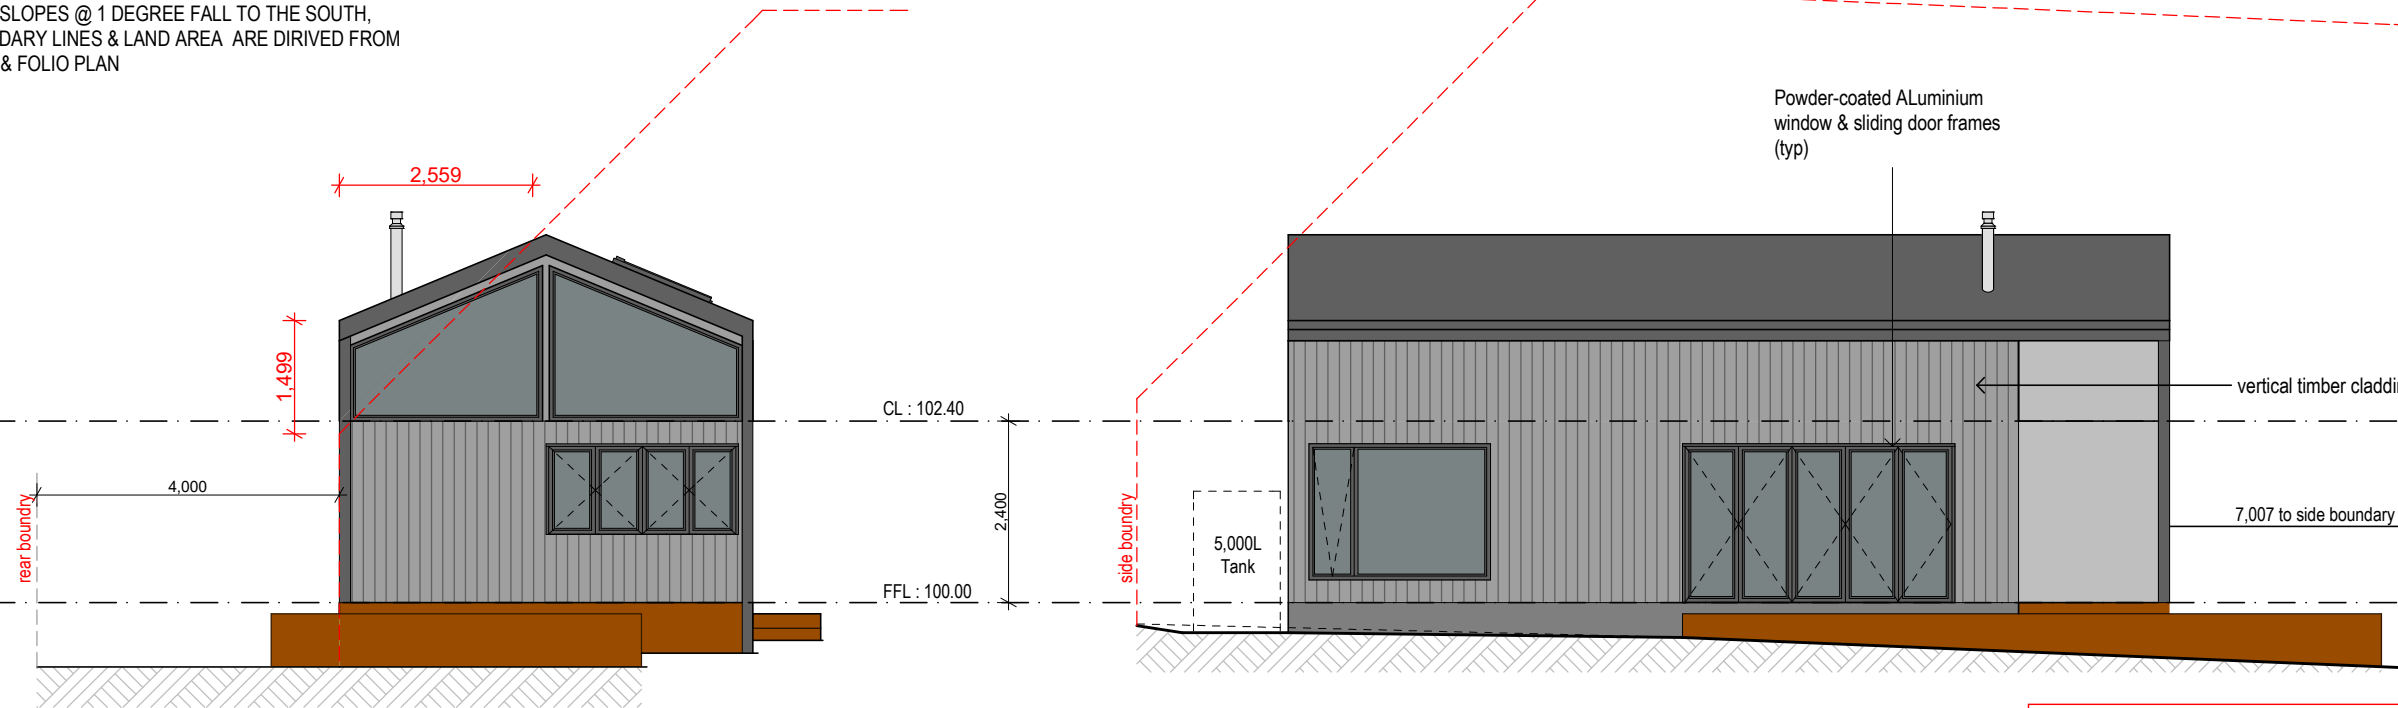 SLOPES @ 1 DEGREE FALL TO THE SOUTH,
DARY LINES & LAND AREA ARE DIRIVED FROM
& FOLIO PLAN
2,559
1,499
4,000
rear boundry
CL : 102.40
2,400
FFL : 100.00
side boundry
5,000L
Tank
Powder-coated ALuminium
window & sliding door frames
(typ)
vertical timber claddi
7,007 to side boundary